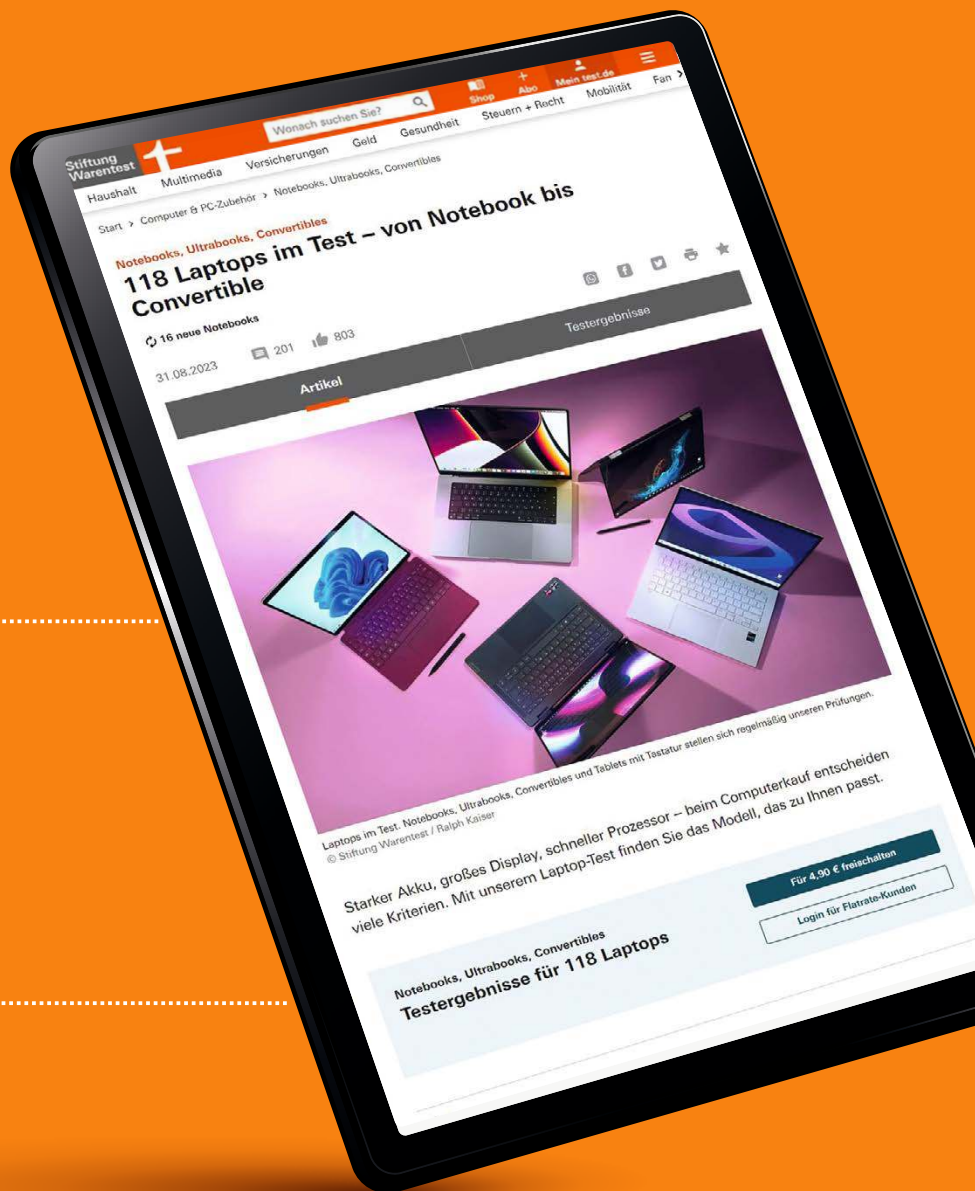 Stiftung
Warentest
Wonach suchen Sie?
Shop
Abo
Mein test.de
Haushalt Multimedia Versicherungen Geld Gesundheit Steuern + Recht Mobilität Fan >
Start > Computer & PC-Zubehör > Notebooks, Ultrabooks, Convertibles
Notebooks, Ultrabooks, Convertibles
118 Laptops im Test – von Notebook bis
Convertible
16 neue Notebooks
31.08.2023 201 803
Artikel Testergebnisse
Laptops im Test. Notebooks, Ultrabooks, Convertibles und Tablets mit Tastatur stellen sich regelmäßig unseren Prüfungen.
© Stiftung Warentest / Ralph Kaiser
Starker Akku, großes Display, schneller Prozessor – beim Computerkauf entscheiden
viele Kriterien. Mit unserem Laptop-Test finden Sie das Modell, das zu Ihnen passt.
Notebooks, Ultrabooks, Convertibles
Testergebnisse für 118 Laptops
Für 4,90 € freischalten
Login für Flatrate-Kunden